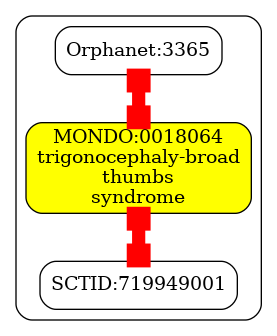 Orphanet:3365
MONDO:0018064
trigonocephaly-broad
thumbs
syndrome
SCTID:719949001